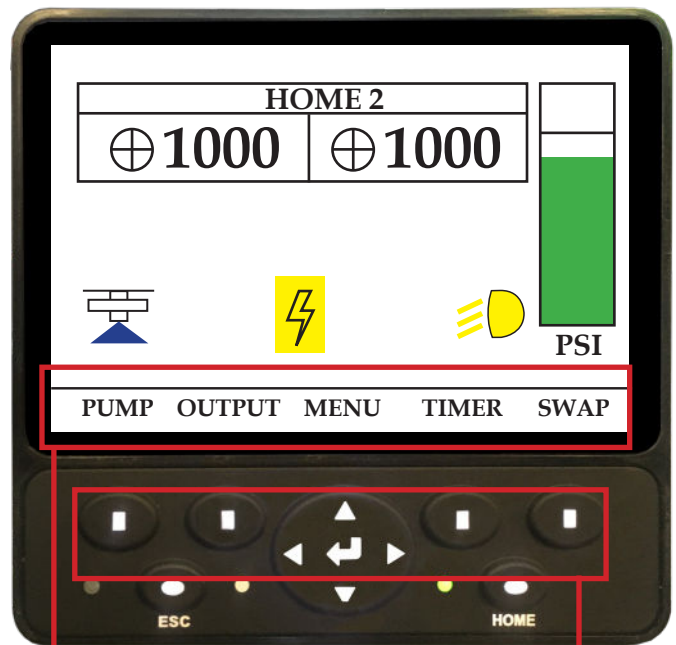 HOME 2
1000 1000
PSI
PUMP OUTPUT MENU TIMER SWAP
ESC HOME